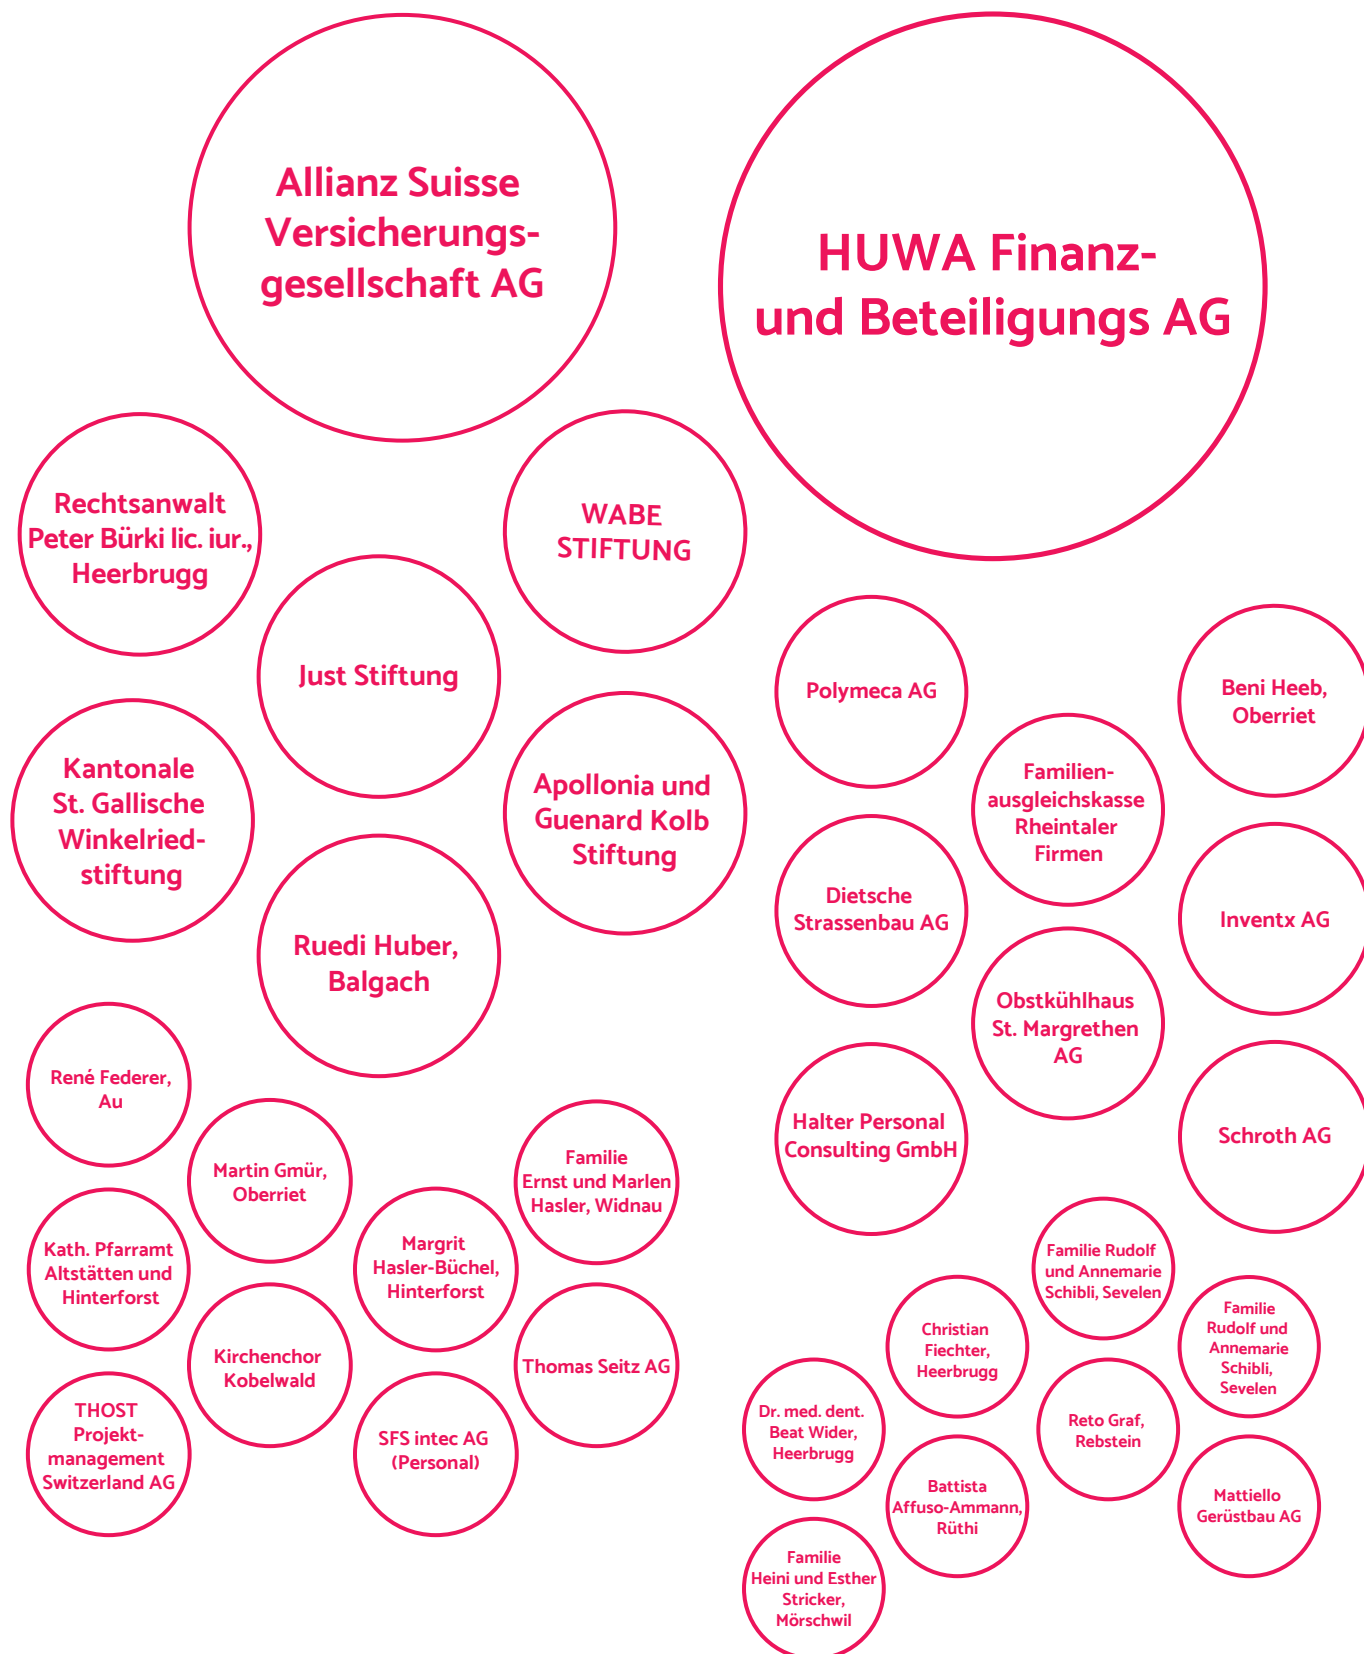 Allianz Suisse
Versicherungs-
gesellschaft AG
HUWA Finanz-
und Beteiligungs AG
Rechtsanwalt
Peter Bürki lic. iur.,
Heerbrugg
WABE
STIFTUNG
Just Stiftung
Kantonale
St. Gallische
Winkelried-
stiftung
Apollonia und
Guenard Kolb
Stiftung
Ruedi Huber,
Balgach
Polymeca AG
Beni Heeb,
Oberriet
Familien-
ausgleichskasse
Rheintaler
Firmen
Dietsche
Strassenbau AG
Inventx AG
Obstkühlhaus
St. Margrethen
AG
Halter Personal
Consulting GmbH
Schroth AG
René Federer,
Au
Martin Gmür,
Oberriet
Familie
Ernst und Marlen
Hasler, Widnau
Kath. Pfarramt
Altstätten und
Hinterforst
Margrit
Hasler-Büchel,
Hinterforst
Kirchenchor
Kobelwald
Thomas Seitz AG
THOST
Projekt-
management
Switzerland AG
SFS intec AG
(Personal)
Familie Rudolf
und Annemarie
Schibli, Sevelen
Christian
Fiechter,
Heerbrugg
Familie
Rudolf und
Annemarie
Schibli,
Sevelen
Dr. med. dent.
Beat Wider,
Heerbrugg
Reto Graf,
Rebstein
Battista
Affuso-Ammann,
Rüthi
Mattiello
Gerüstbau AG
Familie
Heini und Esther
Stricker,
Mörschwil